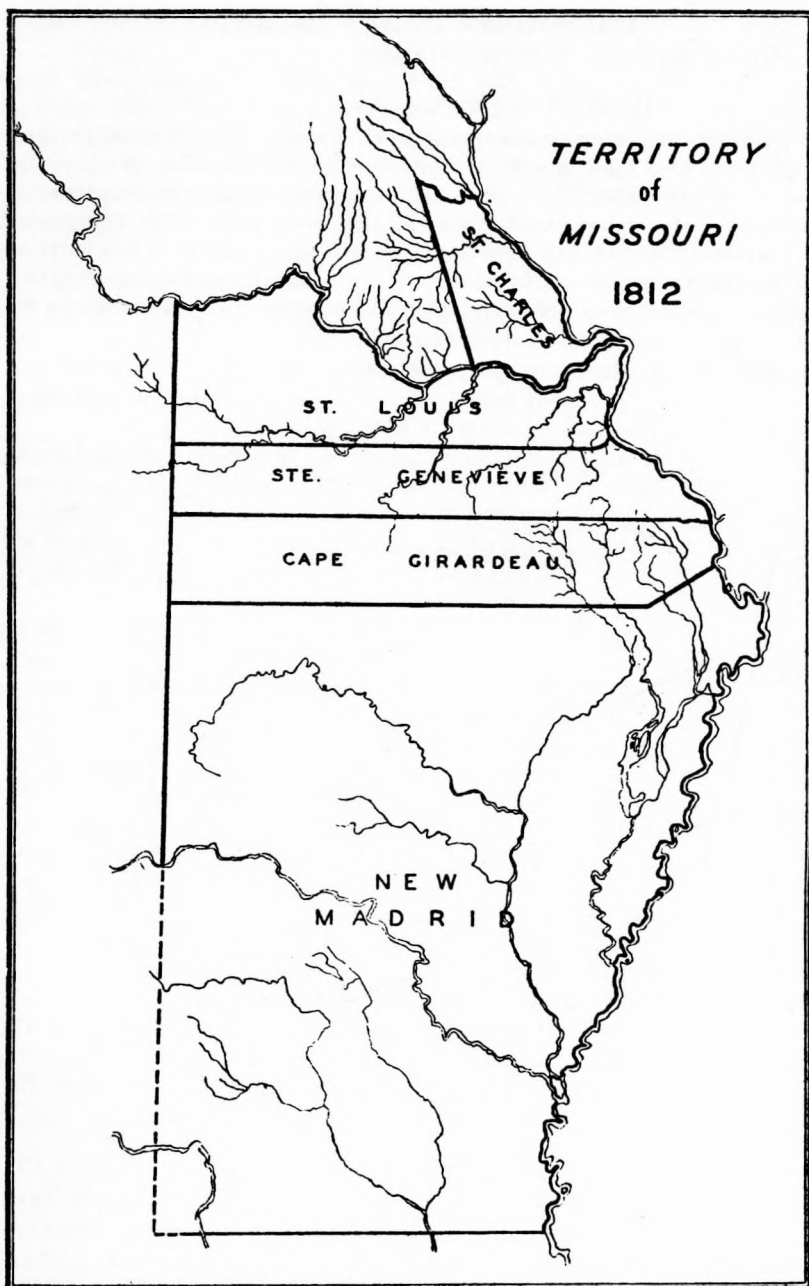 TERRITORY
of
MISSOURI
1812
ST. CHARLES
ST. LOUIS
STE. GENEVIEVE
CAPE GIRARDEAU
NEW
MADRID